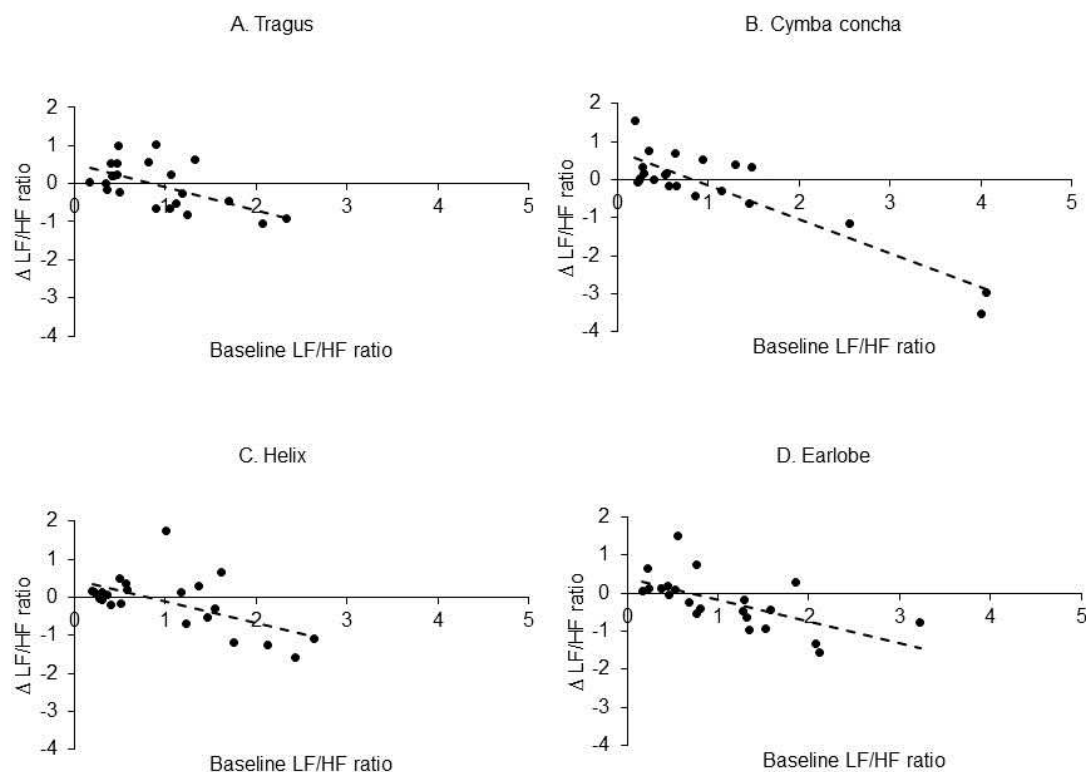 A. Tragus
2
1
0
-1
-2
-3
-4
0 1 2 3 4 5
Δ LF/HF ratio
Baseline LF/HF ratio
B. Cymba concha
2
1
0
-1
-2
-3
-4
0 1 2 3 4 5
Δ LF/HF ratio
Baseline LF/HF ratio
C. Helix
2
1
0
-1
-2
-3
-4
0 1 2 3 4 5
Δ LF/HF ratio
Baseline LF/HF ratio
D. Earlobe
2
1
0
-1
-2
-3
-4
0 1 2 3 4 5
Δ LF/HF ratio
Baseline LF/HF ratio